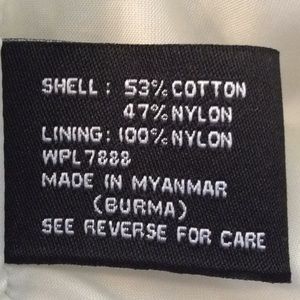 SHELL: 53% COTTON
47% NYLON
LINING: 100% NYLON
WPL 7888
MADE IN MYANMAR
(BURMA)
SEE REVERSE FOR CARE